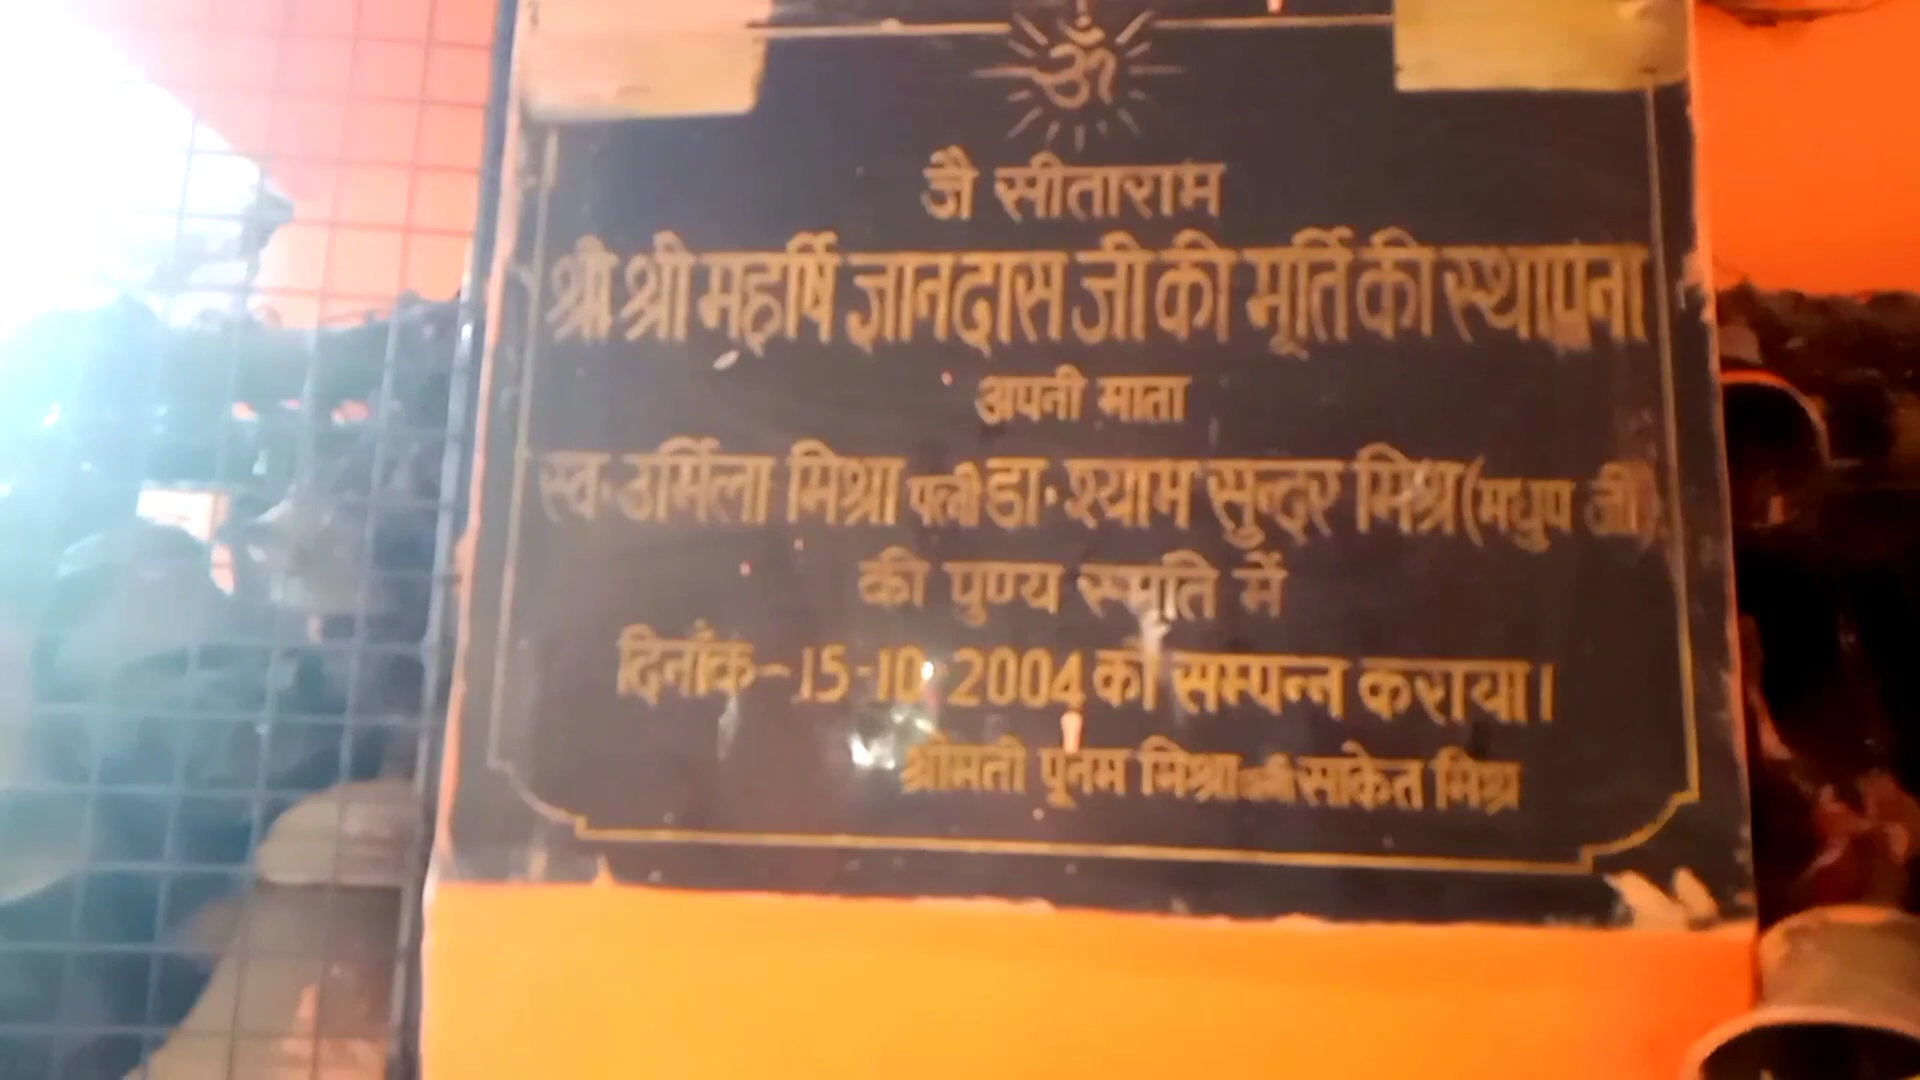 ॐ
जै सीताराम
श्री श्री महर्षि ज्ञानदास जी की मूर्ति की स्थापना
अपनी माता
स्व॰ उर्मिला मिश्रा पत्नी डा॰ श्याम सुन्दर मिश्र (मधुप जी)
की पुण्य स्मृति में
दिनांक-15-10-2004 को सम्पन्न कराया।
श्रीमती पूनम मिश्रा साकेत मिश्र